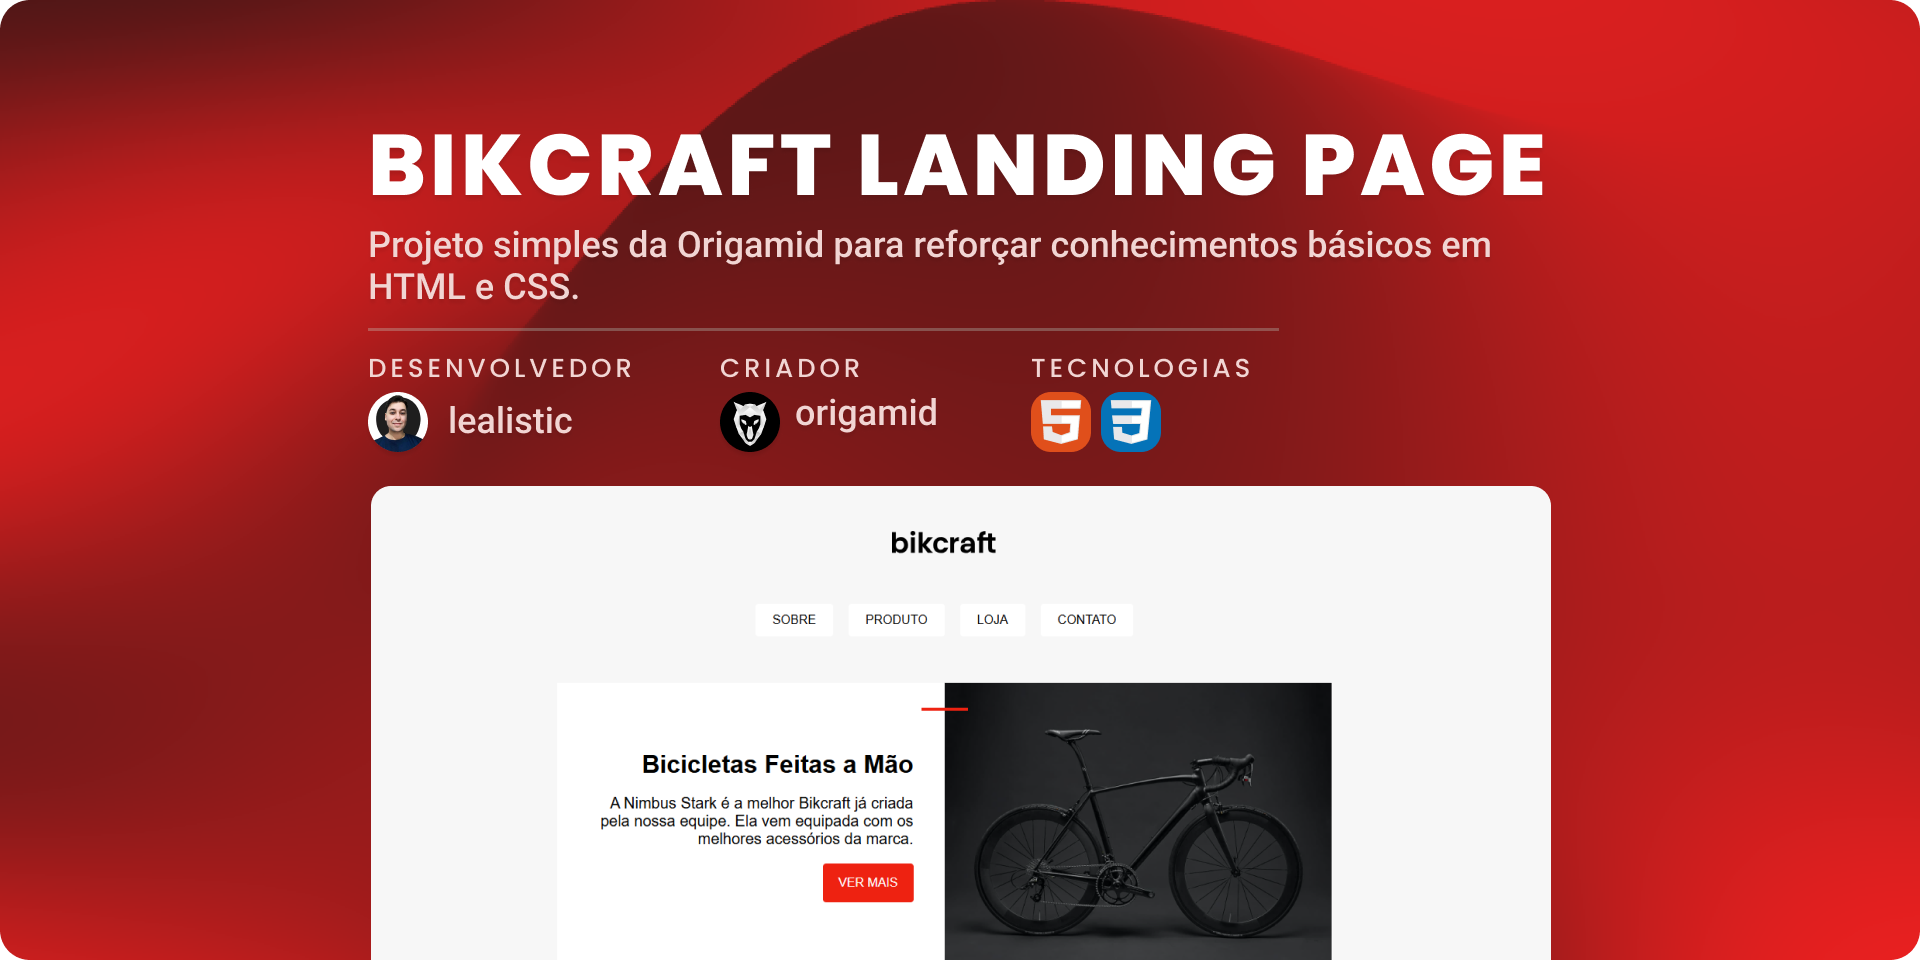 BIKCRAFT LANDING PAGE
Projeto simples da Origamid para reforçar conhecimentos básicos em
HTML e CSS.
DESENVOLVEDOR
lealistic
CRIADOR
origamid
TECNOLOGIAS
bikcraft
SOBRE
PRODUTO
LOJA
CONTATO
Bicicletas Feitas a Mão
A Nimbus Stark é a melhor Bikcraft já criada
pela nossa equipe. Ela vem equipada com os
melhores acessórios da marca.
VER MAIS